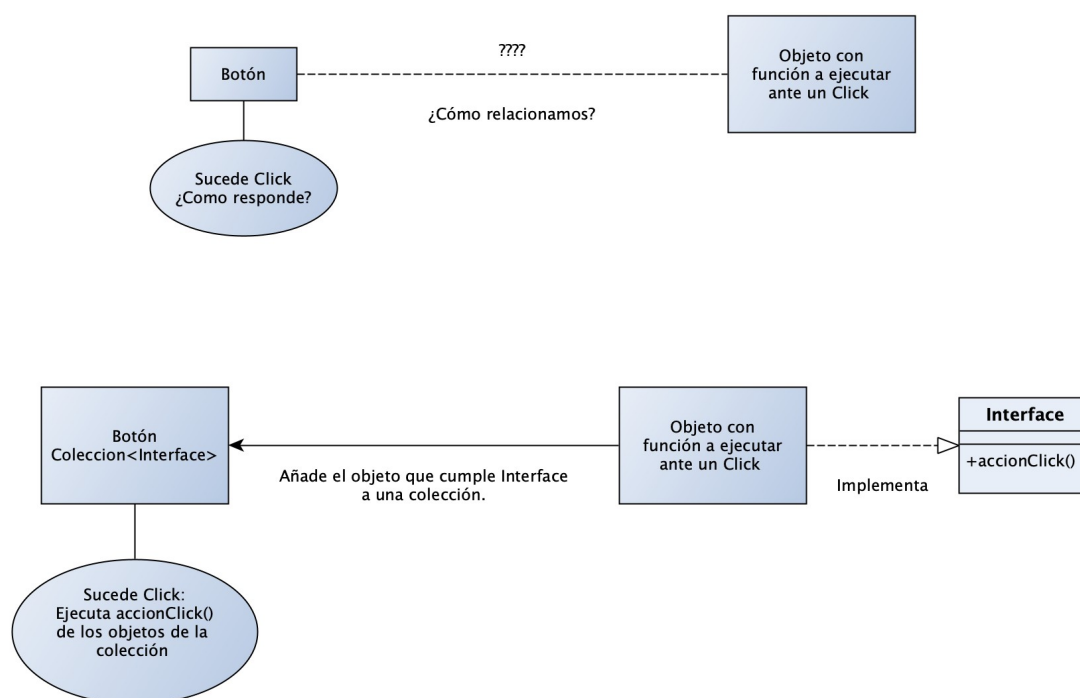 ????
Botón
¿Cómo relacionamos?
Objeto con
función a ejecutar
ante un Click
Sucede Click
¿Como responde?
Botón
Coleccion<Interface>
Añade el objeto que cumple Interface
a una colección.
Objeto con
función a ejecutar
ante un Click
Implementa
Interface
+accionClick()
Sucede Click:
Ejecuta accionClick()
de los objetos de la
colección